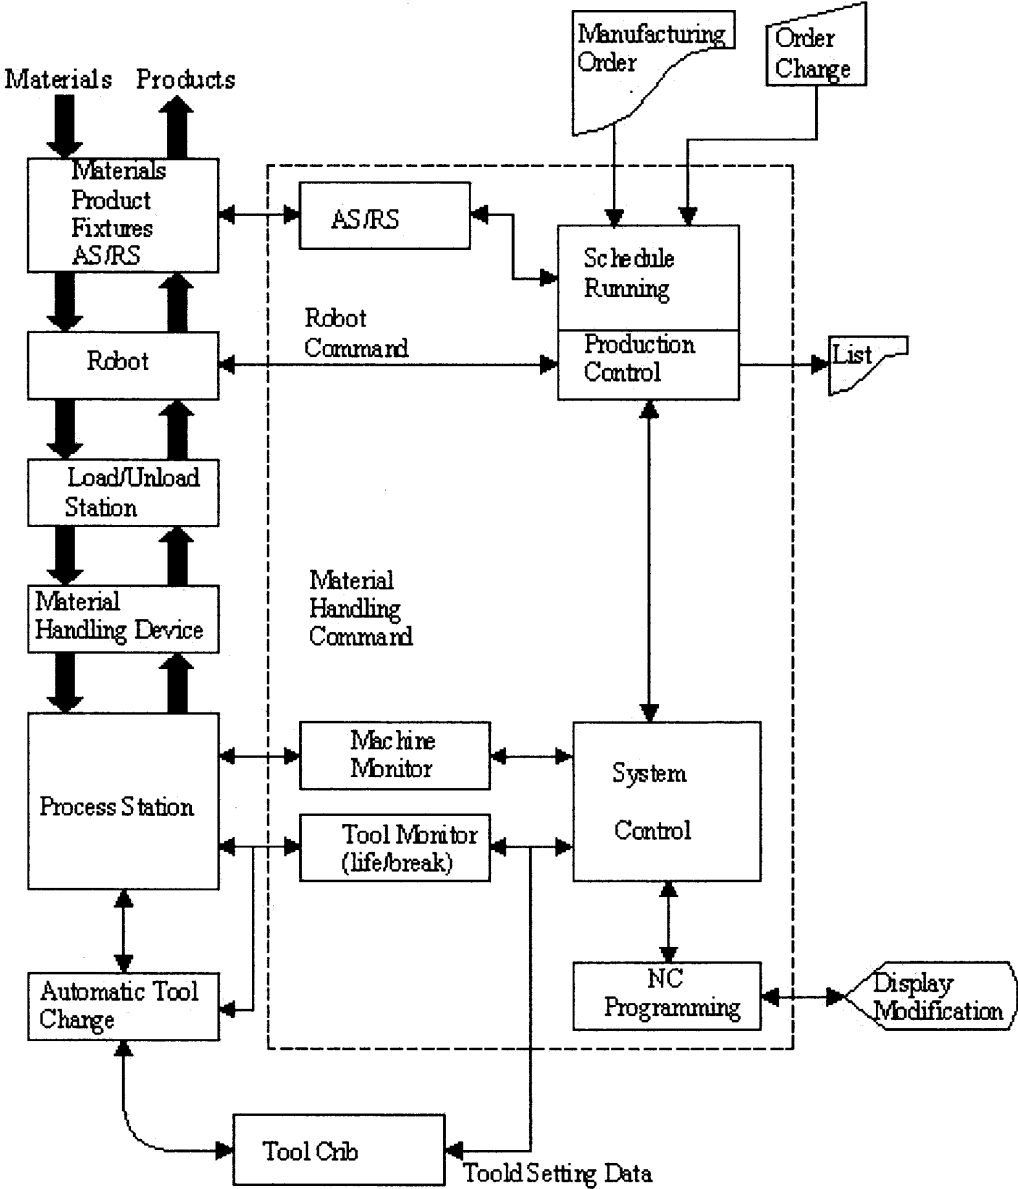 Manufacturing
Order
Order
Change
Materials
Products
Materials
Product
Fixtures
AS/RS
AS/RS
Schedule
Running
Robot
Command
Robot
Production
Control
List
Load/Unload
Station
Material
Handling
Command
Material
Handling Device
Machine
Monitor
System
Control
Process Station
Tool Monitor
(life/break)
Automatic Tool
Charge
NC
Programming
Display
Modification
Tool Crib
Toold Setting Data